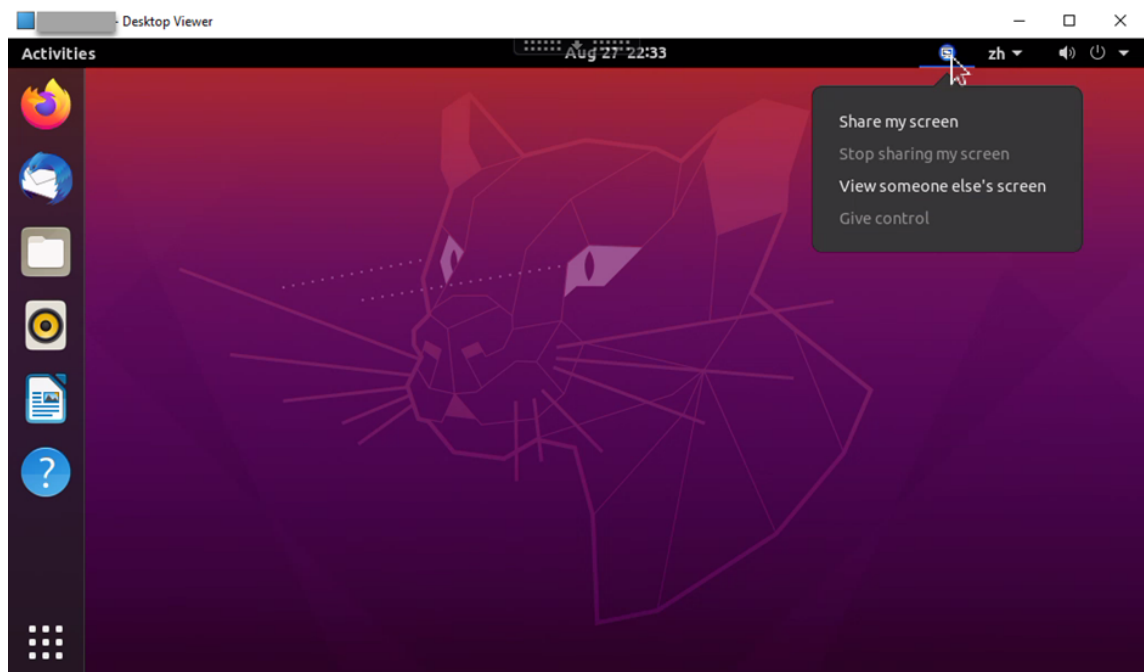 - Desktop Viewer
Activities
Aug 27 22:33
zh
Share my screen
Stop sharing my screen
View someone else's screen
Give control
?